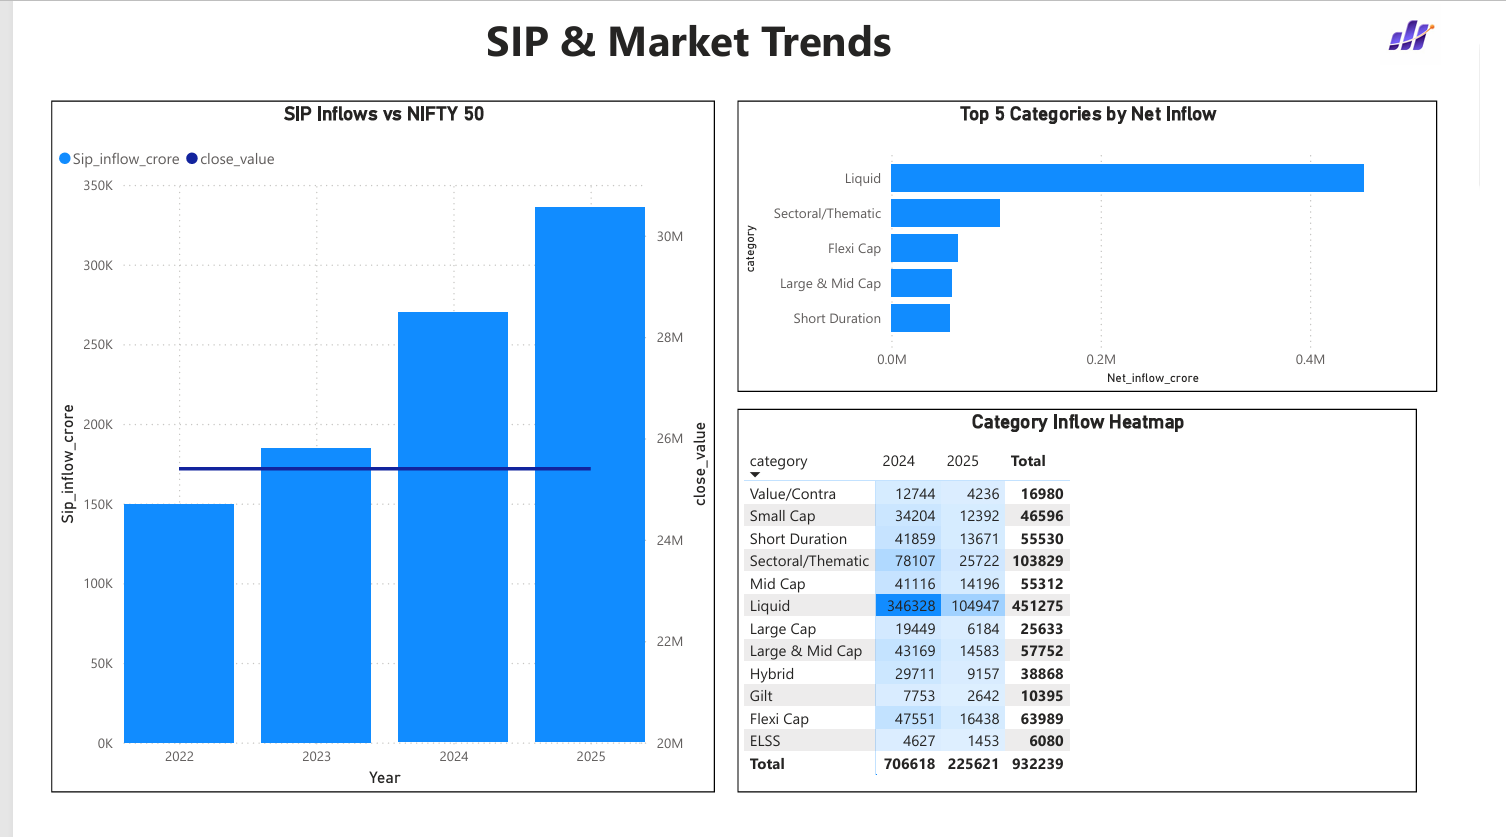 SIP & Market Trends
SIP Inflows vs NIFTY 50
Sip_inflow_crore close_value
350K
300K
250K
200K
150K
100K
50K
0K
Sip_inflow_crore
30M
28M
26M
24M
22M
20M
close_value
2022 2023 2024 2025
Year
Top 5 Categories by Net Inflow
category
Liquid
Sectoral/Thematic
Flexi Cap
Large & Mid Cap
Short Duration
0.0M 0.2M 0.4M
Net_inflow_crore
Category Inflow Heatmap
category 2024 2025 Total
Value/Contra 12744 4236 16980
Small Cap 34204 12392 46596
Short Duration 41859 13671 55530
Sectoral/Thematic 78107 25722 103829
Mid Cap 41116 14196 55312
Liquid 346328 104947 451275
Large Cap 19449 6184 25633
Large & Mid Cap 43169 14583 57752
Hybrid 29711 9157 38868
Gilt 7753 2642 10395
Flexi Cap 47551 16438 63989
ELSS 4627 1453 6080
Total 706618 225621 932239